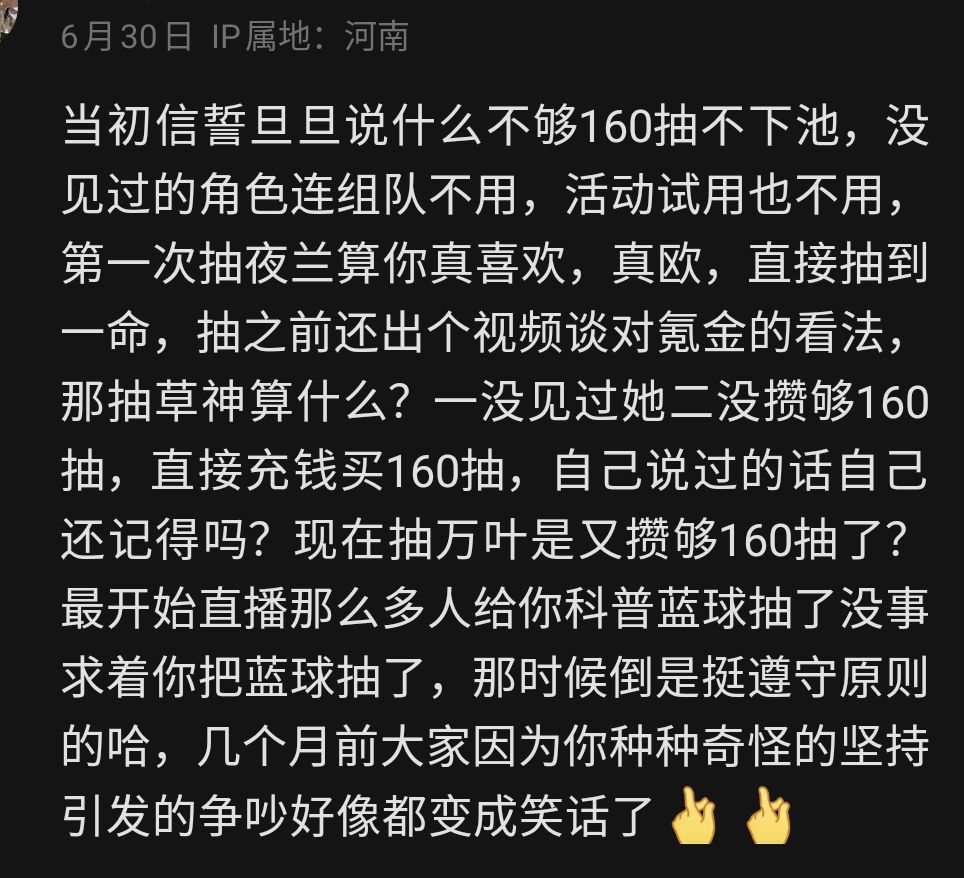 6月30日 IP属地：河南
当初信誓旦旦说什么不够160抽不下池，没
见过的角色连组队不用，活动试用也不用，
第一次抽夜兰算你真喜欢，真欧，直接抽到
一命，抽之前还出个视频谈对氪金的看法，
那抽草神算什么？一没见过她二没攒够160
抽，直接充钱买160抽，自己说过的话自己
还记得吗？现在抽万叶是又攒够160抽了？
最开始直播那么多人给你科普蓝球抽了没事
求着你把蓝球抽了，那时候倒是挺遵守原则
的哈，几个月前大家因为你种种奇怪的坚持
引发的争吵好像都变成笑话了